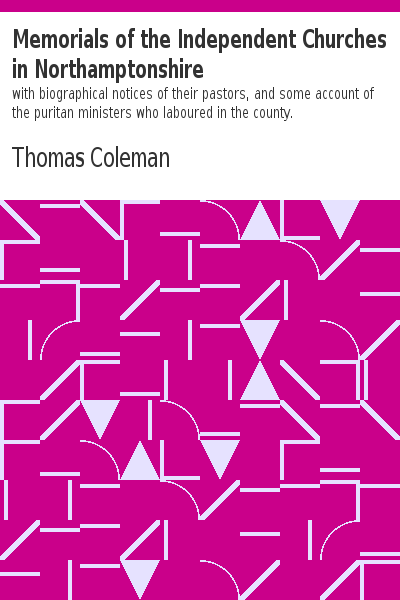 Memorials of the Independent Churches
in Northamptonshire
with biographical notices of their pastors, and some account of
the puritan ministers who laboured in the county.
Thomas Coleman